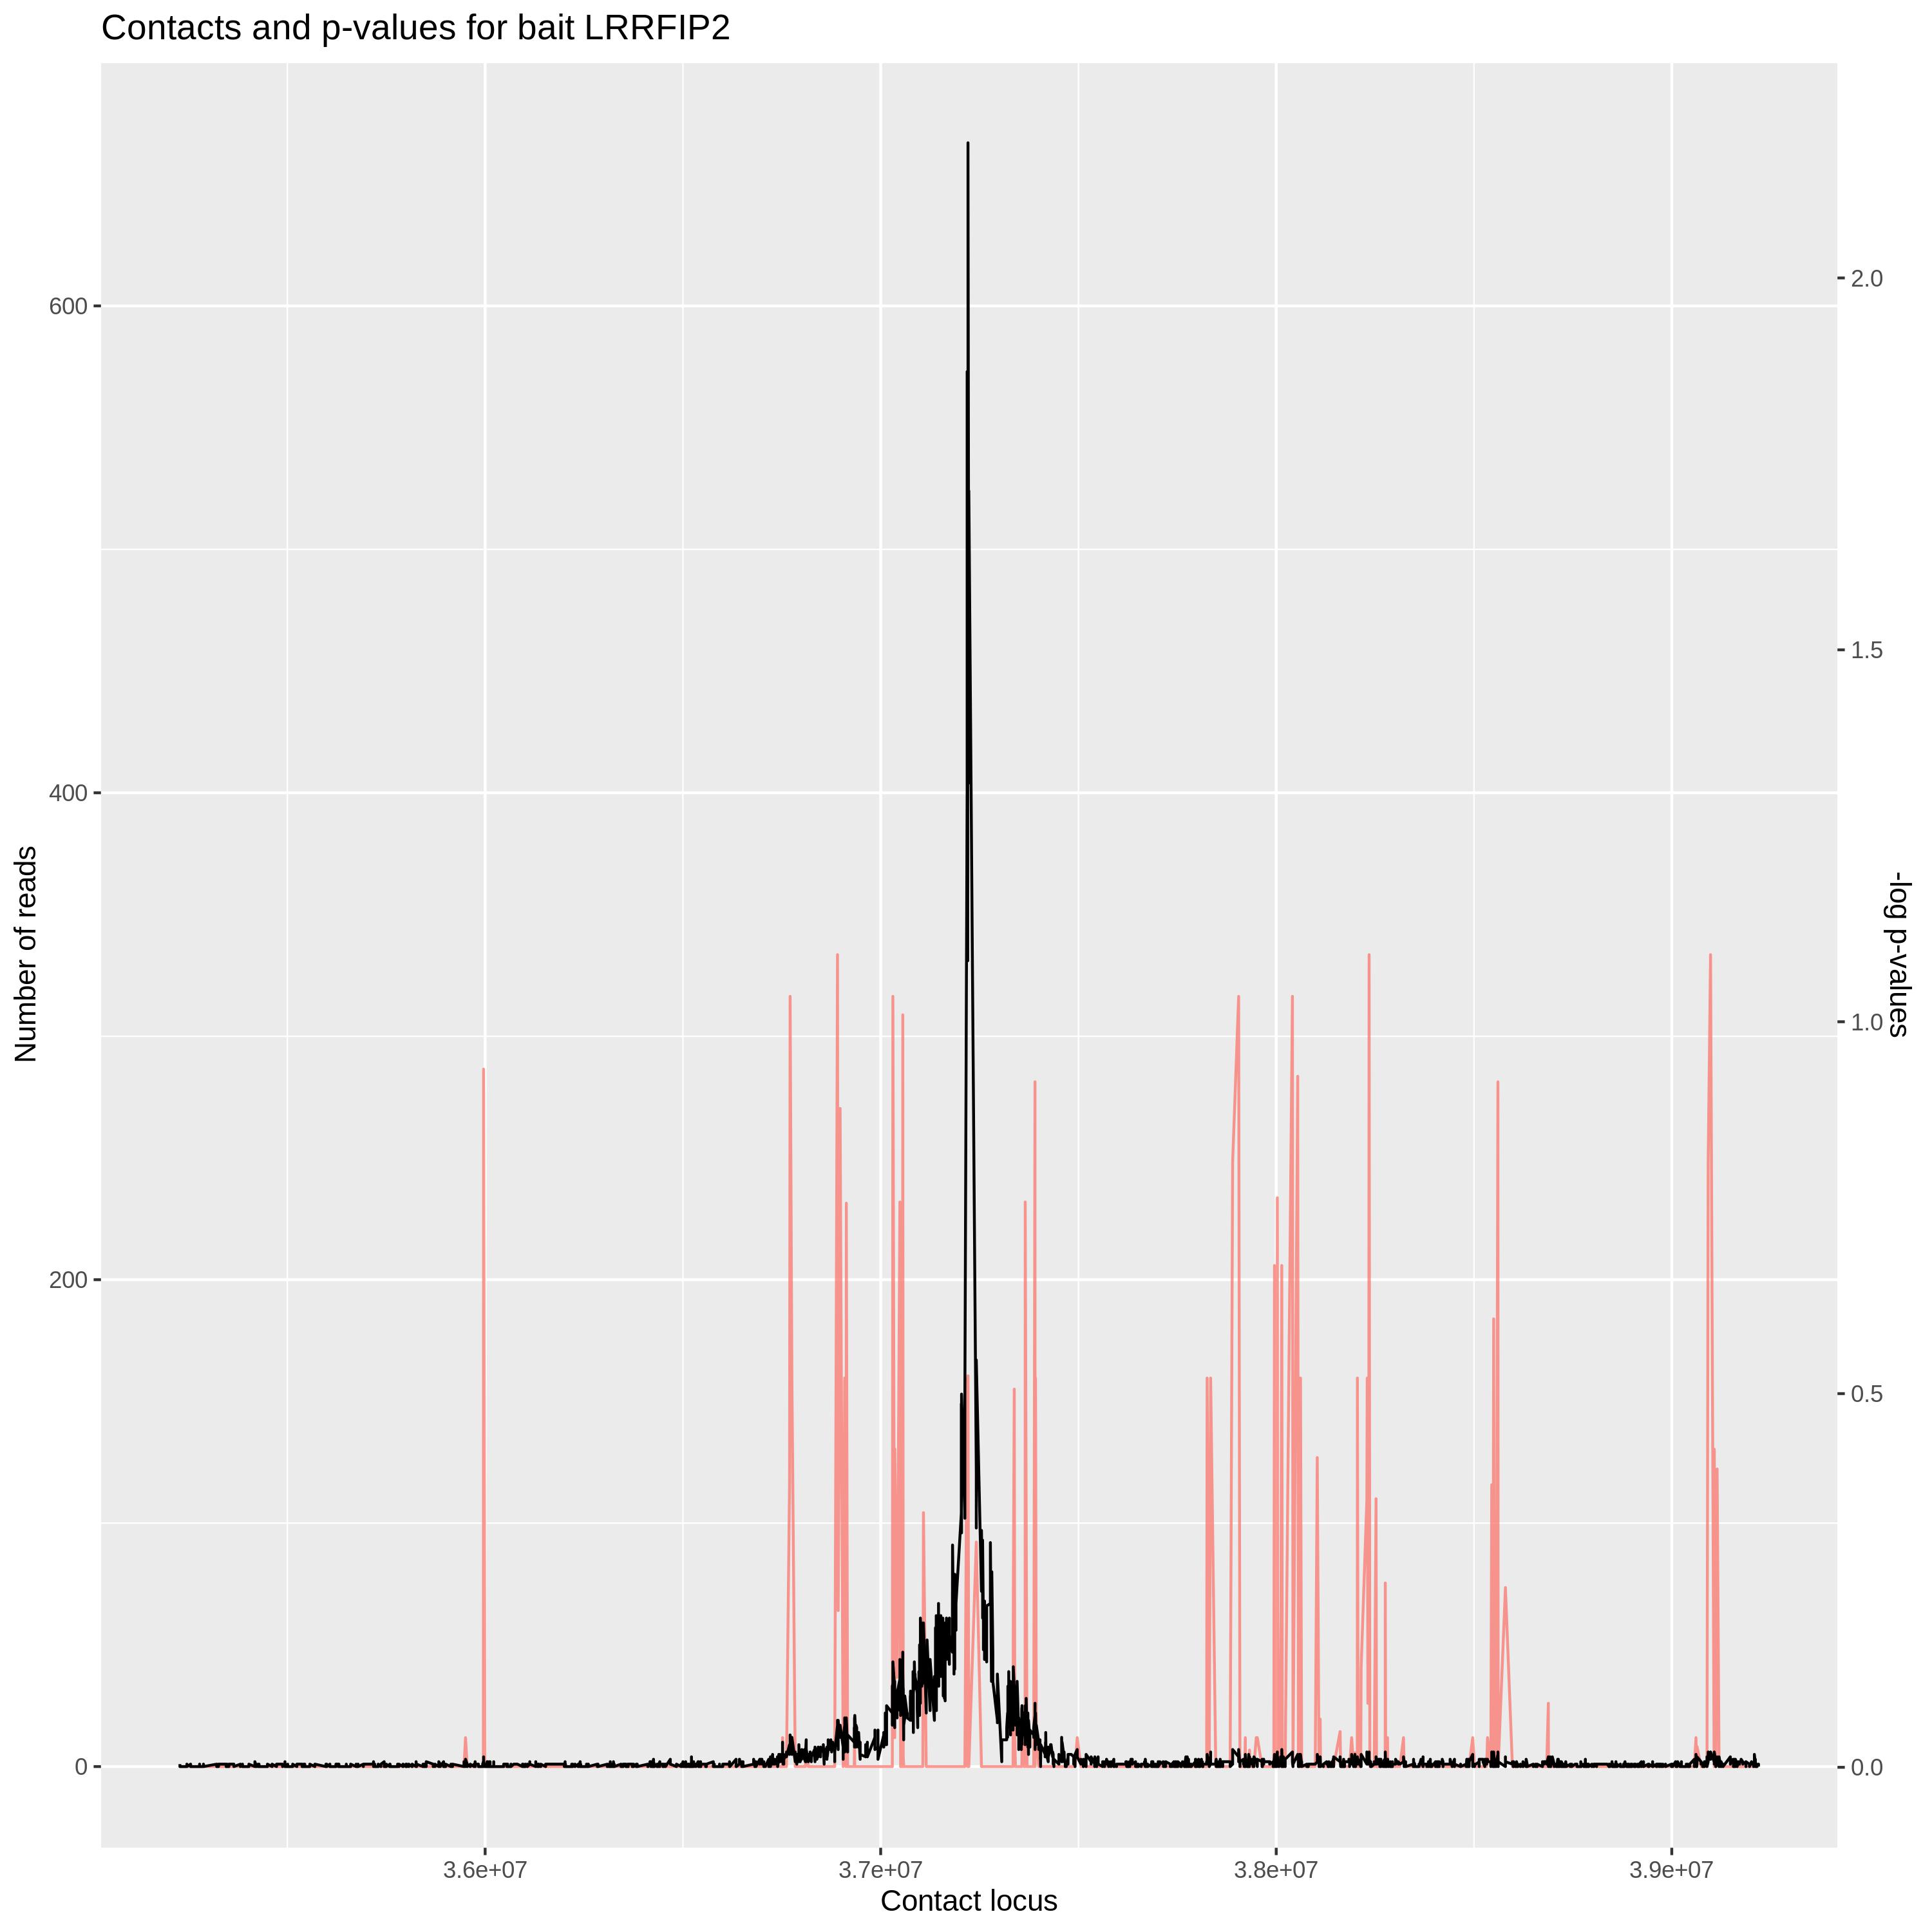 Contacts and p-values for bait LRRFIP2
Number of reads
600
400
200
0
2.0
1.5
1.0
0.5
0.0
-log p-values
3.6e+07
3.7e+07
3.8e+07
3.9e+07
Contact locus